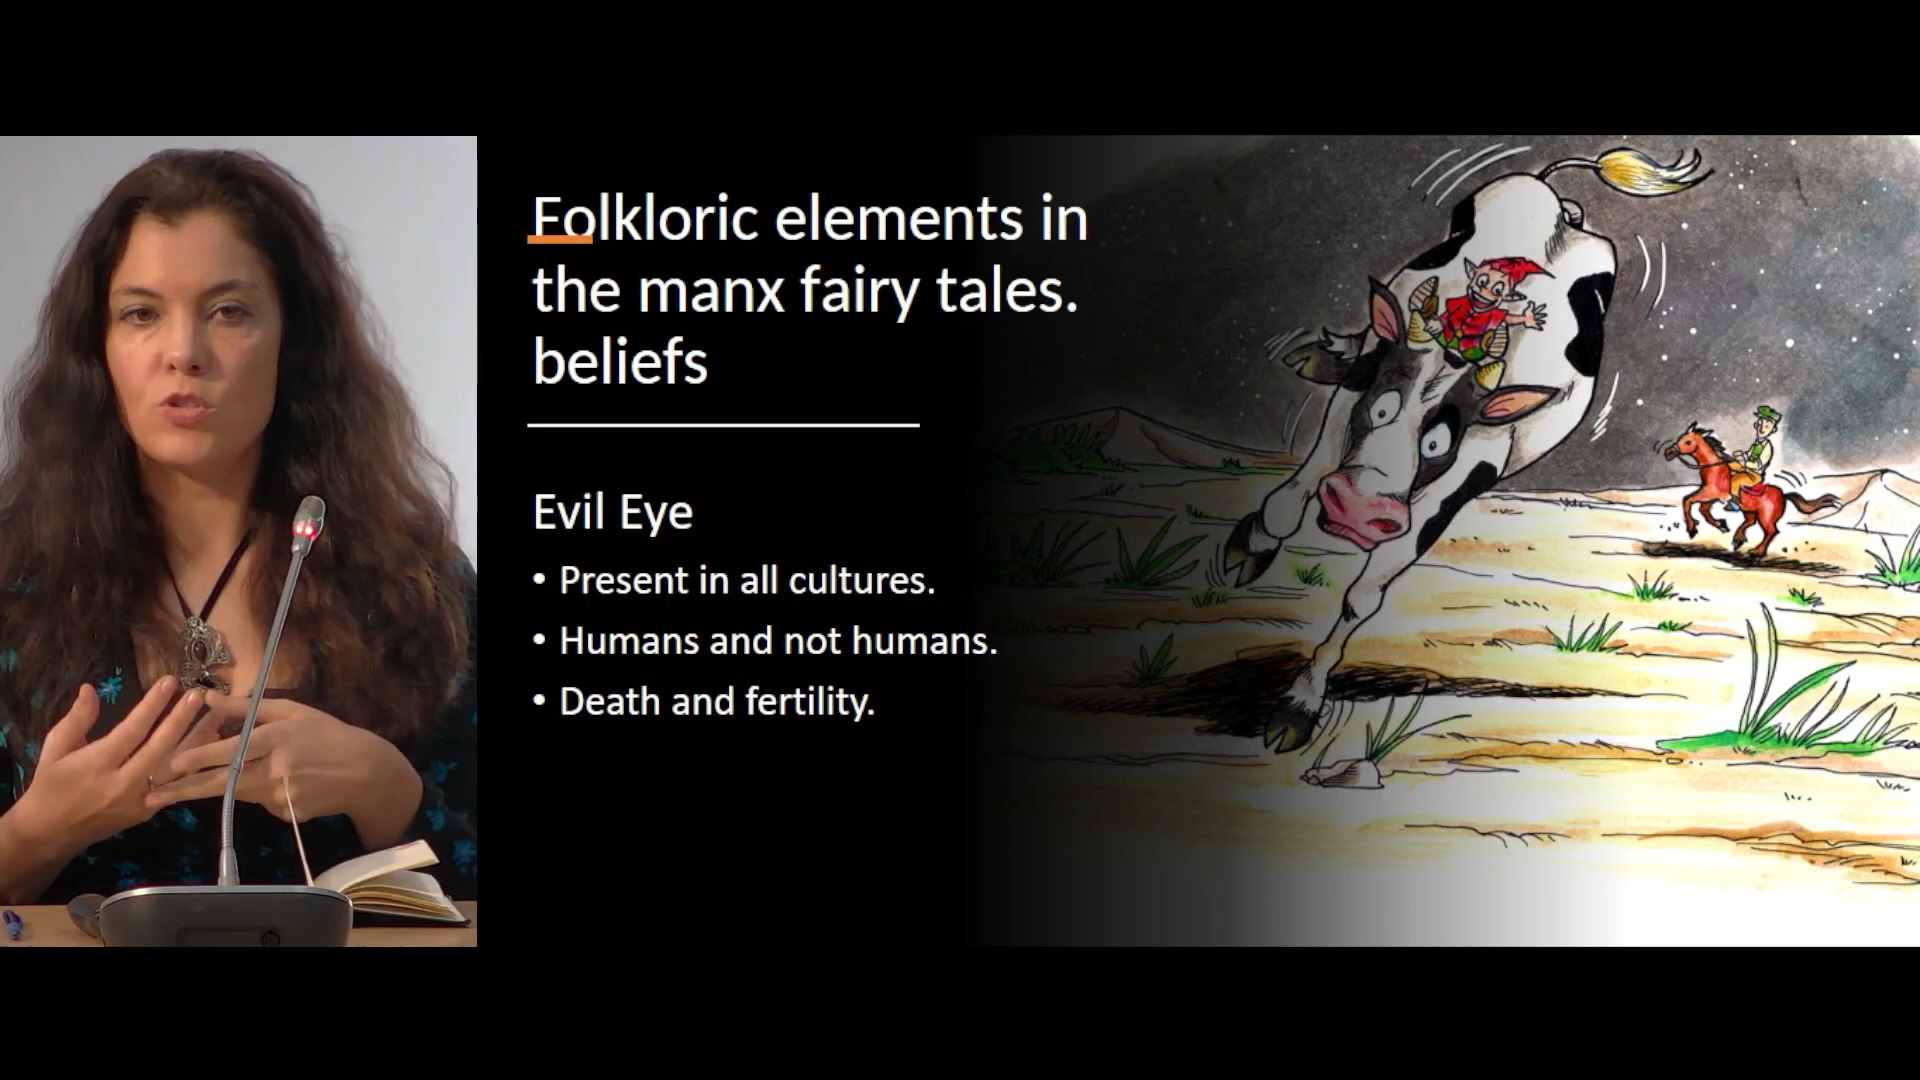 Folkloric elements in
the manx fairy tales.
beliefs
Evil Eye
• Present in all cultures.
• Humans and not humans.
• Death and fertility.